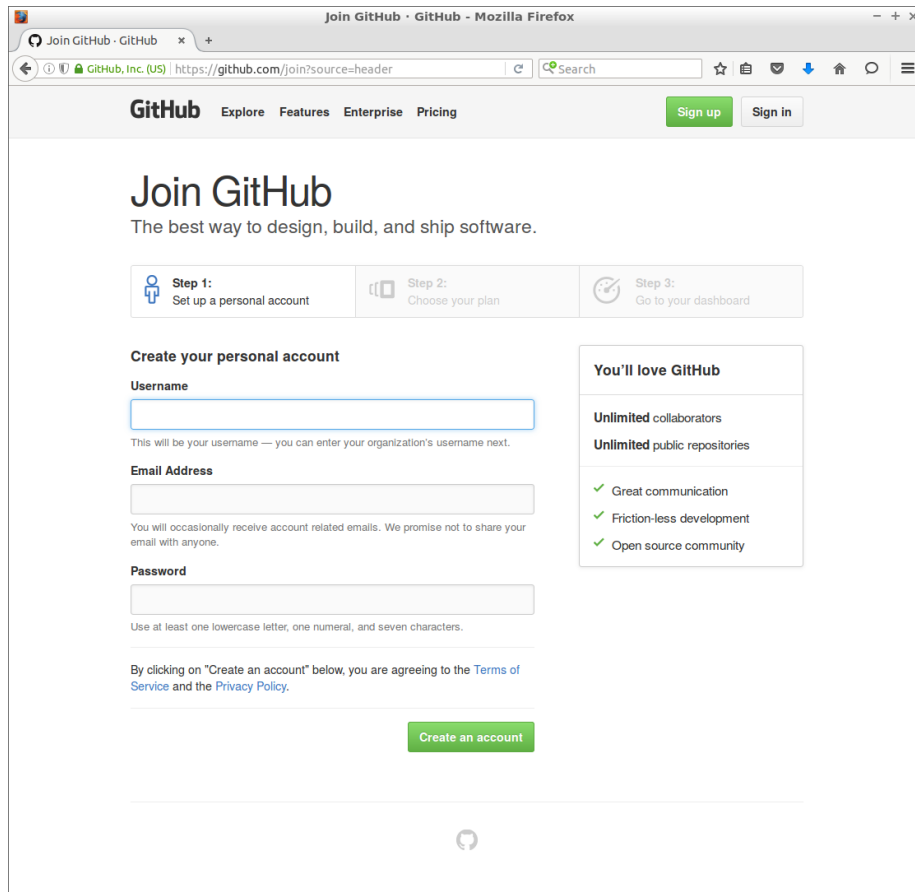 Join GitHub · GitHub - Mozilla Firefox
Join GitHub · GitHub
GitHub, Inc. (US) https://github.com/join?source=header
Search
GitHub Explore Features Enterprise Pricing
Sign up Sign in
Join GitHub
The best way to design, build, and ship software.
Step 1:
Set up a personal account
Step 2:
Choose your plan
Step 3:
Go to your dashboard
Create your personal account
Username
This will be your username — you can enter your organization's username next.
Email Address
You will occasionally receive account related emails. We promise not to share your
email with anyone.
Password
Use at least one lowercase letter, one numeral, and seven characters.
By clicking on "Create an account" below, you are agreeing to the Terms of
Service and the Privacy Policy.
Create an account
You'll love GitHub
Unlimited collaborators
Unlimited public repositories
Great communication
Friction-less development
Open source community